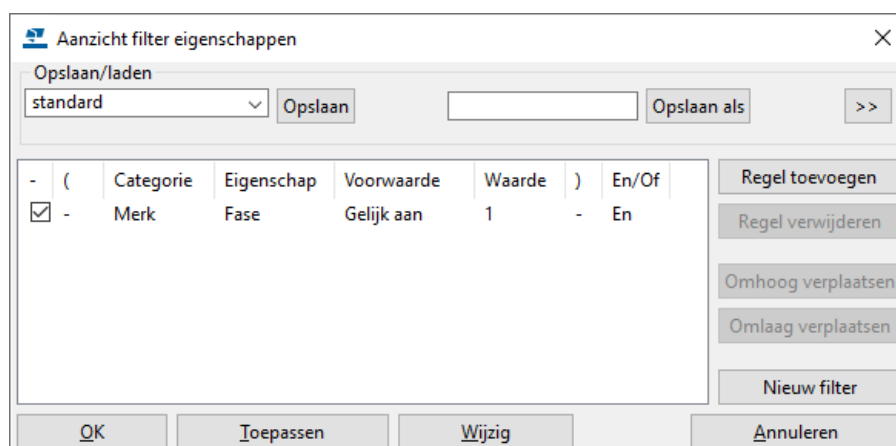 Aanzicht filter eigenschappen
Opslaan/laden
standard Opslaan Opslaan als >>
- ( Categorie Eigenschap Voorwaarde Waarde ) En/Of
- Merk Fase Gelijk aan 1 - En
Regel toevoegen
Regel verwijderen
Omhoog verplaatsen
Omlaag verplaatsen
Nieuw filter
OK Toepassen Wijzig Annuleren